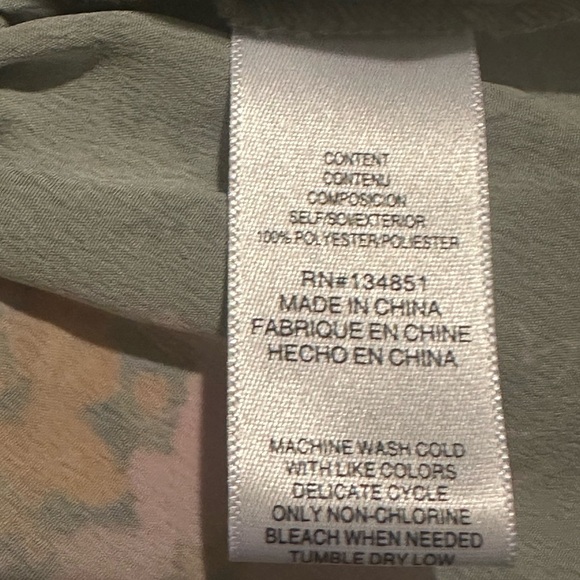 CONTENT
CONTENU
COMPOSICION
SELF/SOI/EXTERIOR
100% POLYESTER/POLIESTER
RN#134851
MADE IN CHINA
FABRIQUE EN CHINE
HECHO EN CHINA
MACHINE WASH COLD
WITH LIKE COLORS
DELICATE CYCLE
ONLY NON-CHLORINE
BLEACH WHEN NEEDED
TUMBLE DRY LOW